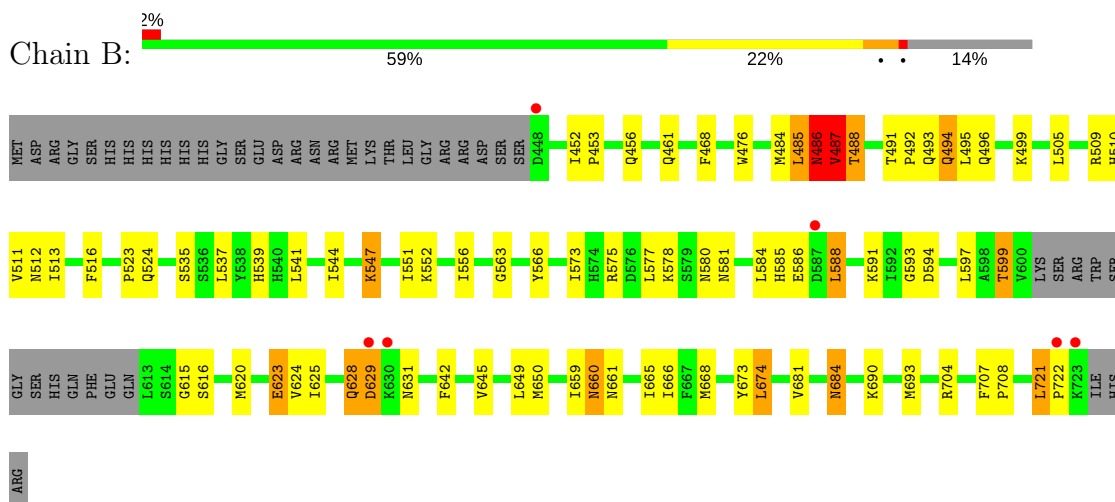 2%
Chain B:
59% 22% • • 14%
MET ASP ARG GLY SER HIS HIS HIS HIS HIS HIS GLY SER GLU ASP ARG ASN ARG MET LYS THR LEU GLY ARG ARG ASP SER SER D448 I452 P453 Q456 Q461 F468 W476 M484 L485 N486 V487 T488 T491 P492 Q493 Q494 L495 Q496 K499 L505 R509 H510
V511 N512 I513 F516 P523 Q524 S535 S536 L537 Y538 H539 H540 L541 I544 K547 I551 K552 I556 G563 Y566 I573 H574 R575 D576 L577 K578 S579 N580 N581 L584 H585 E586 D587 L588 K591 I592 G593 D594 L597 A598 T599 V600 LYS SER ARG TRP SER
GLY SER HIS GLN PHE GLU GLN L613 S614 G615 S616 M620 E623 V624 I625 Q628 D629 K630 N631 F642 V645 L649 M650 I659 N660 N661 I665 I666 F667 M668 Y673 L674 V681 N684 K690 M693 R704 F707 P708 L721 P722 K723 ILE HIS
ARG